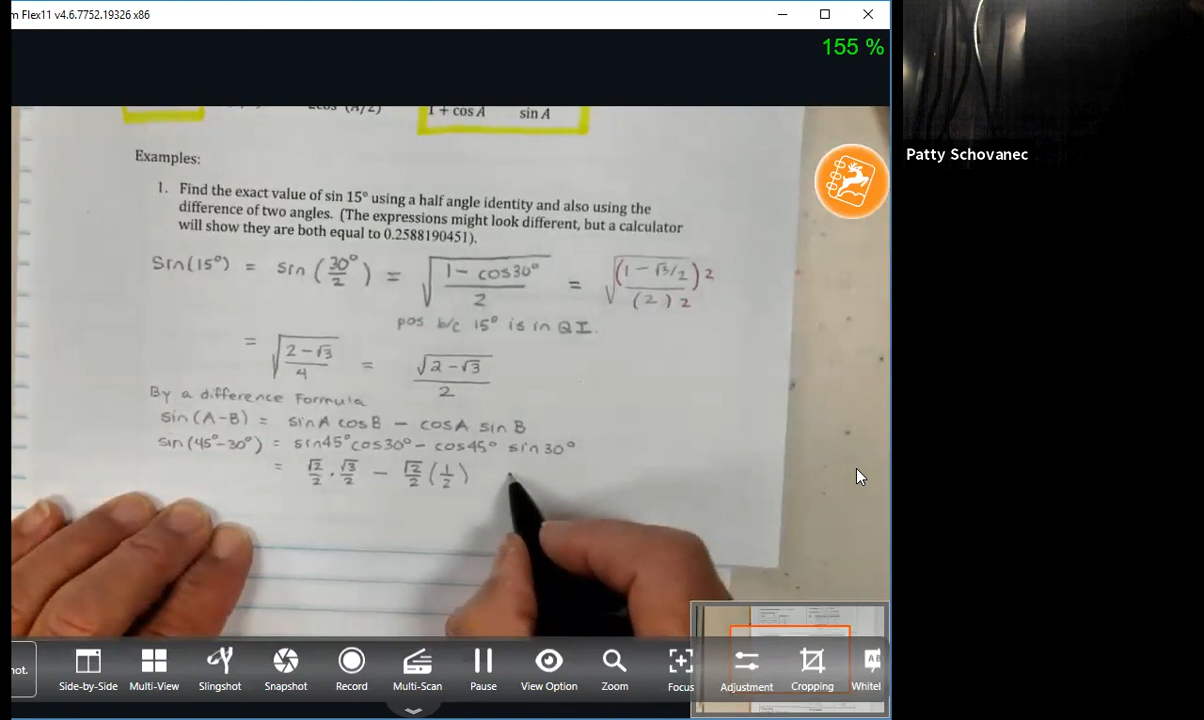 m Flex11 v4.6.7752.19326 x86
155 %
1 + cos A sin A
Patty Schovanec
Examples:
1. Find the exact value of sin 15° using a half angle identity and also using the
difference of two angles. (The expressions might look different, but a calculator
will show they are both equal to 0.2588190451).
Sin(15°) = sin (30°/2) = √((1 - cos30°)/2) = √(((1 - √3/2) 2)/((2) 2))
pos b/c 15° is in QI.
= √((2 - √3)/4) = √(2 - √3)/2
By a difference Formula
sin(A-B) = sinA cosB - cosA sinB
sin(45°-30°) = sin45°cos30° - cos45° sin30°
= √2/2 · √3/2 - √2/2 (1/2)
not.
Side-by-Side Multi-View Slingshot Snapshot Record Multi-Scan Pause View Option Zoom Focus Adjustment Cropping Whitel